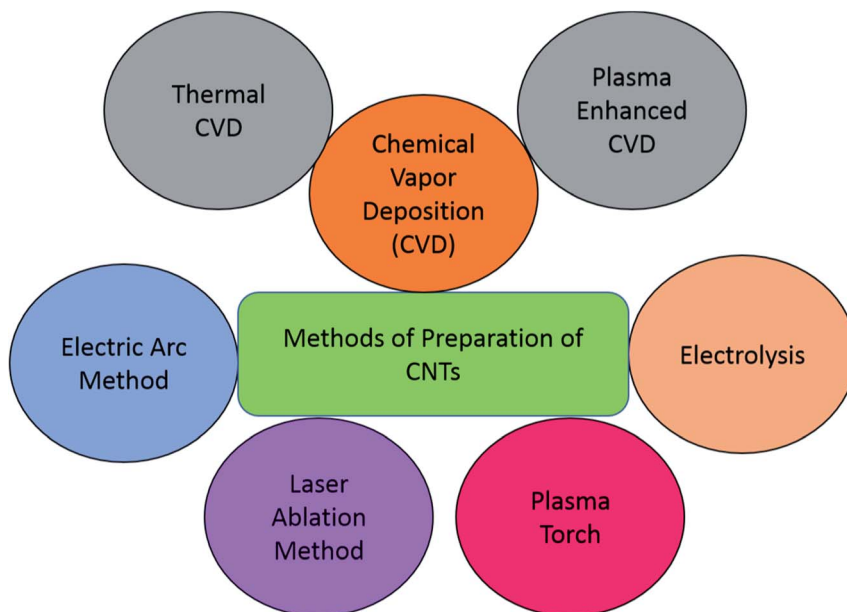 Thermal
CVD
Plasma
Enhanced
CVD
Chemical
Vapor
Deposition
(CVD)
Electric Arc
Method
Methods of Preparation of
CNTs
Electrolysis
Laser
Ablation
Method
Plasma
Torch